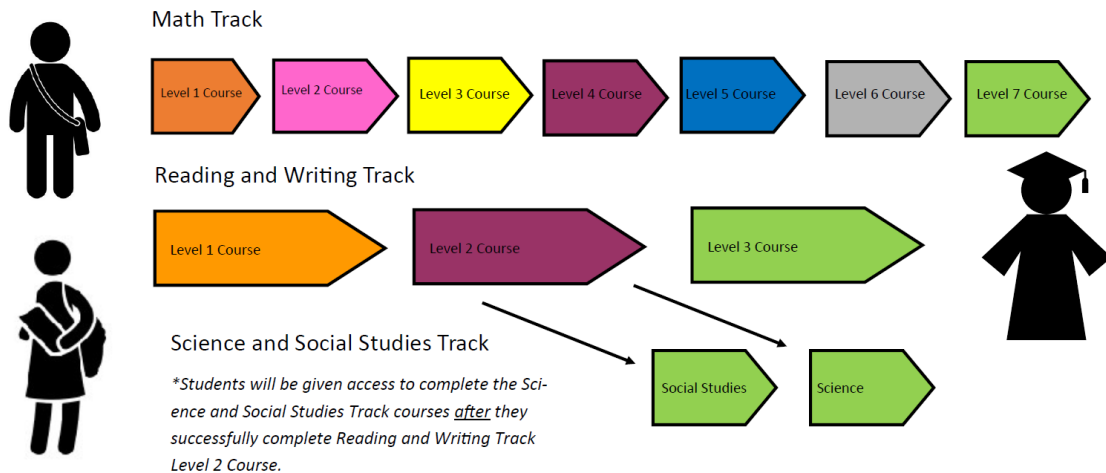 Math Track
Level 1 Course
Level 2 Course
Level 3 Course
Level 4 Course
Level 5 Course
Level 6 Course
Level 7 Course
Reading and Writing Track
Level 1 Course
Level 2 Course
Level 3 Course
Science and Social Studies Track
*Students will be given access to complete the Sci-
ence and Social Studies Track courses after they
successfully complete Reading and Writing Track
Level 2 Course.
Social Studies
Science